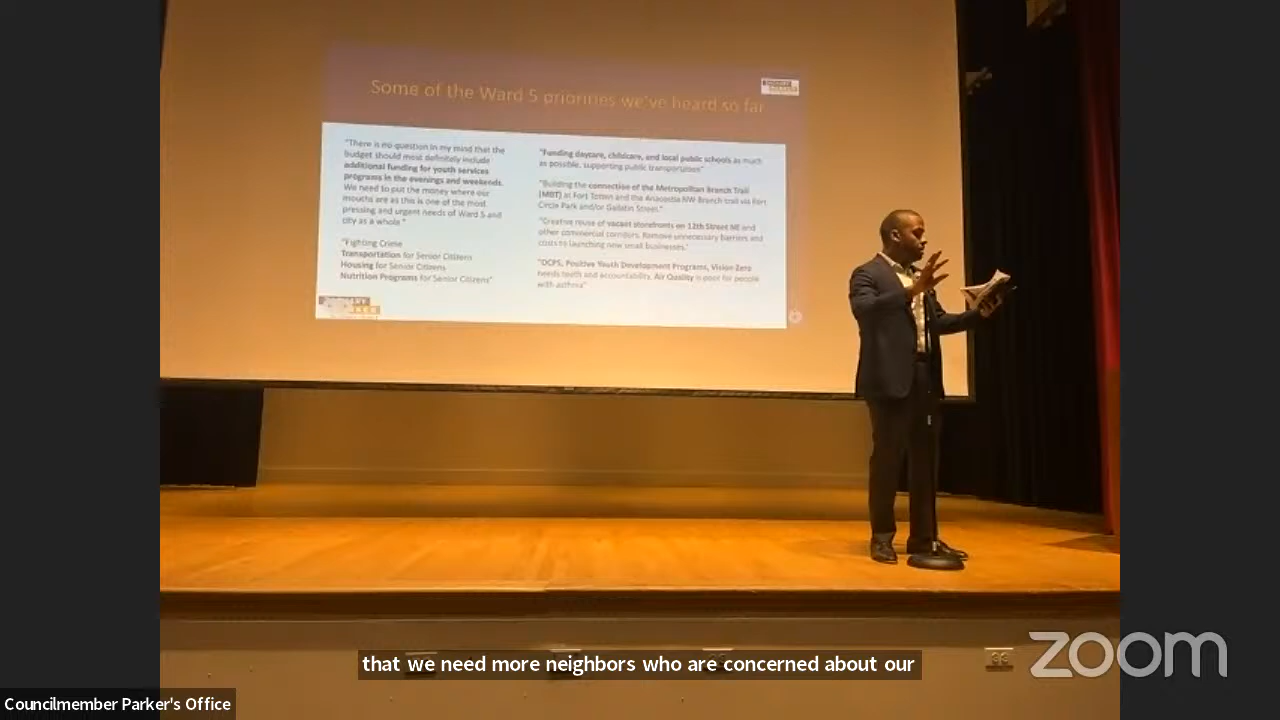 Some of the Ward 5 priorities we've heard so far
"There is no question in my mind that the
budget should most definitely include
additional funding for youth services
programs in the evenings and weekends.
We need to put the money where our
mouths are as this is one of the most
pressing and urgent needs of Ward 5 and
city as a whole."
"Fighting Crime
Transportation for Senior Citizens
Housing for Senior Citizens
Nutrition Programs for Senior Citizens"
"Funding daycare, childcare, and local public schools as much
as possible, supporting public transportation"
"Building the connection of the Metropolitan Branch Trail
(MBT) at Fort Totten and the Anacostia NW Branch trail via Fort
Circle Park and/or Gallatin Street."
"Creative reuse of vacant storefronts on 12th Street NE and
other commercial corridors. Remove unnecessary barriers and
costs to launching new small businesses."
"DCPS, Positive Youth Development Programs, Vision Zero
needs teeth and accountability. Air Quality is poor for people
with asthma"
that we need more neighbors who are concerned about our
zoom
Councilmember Parker's Office